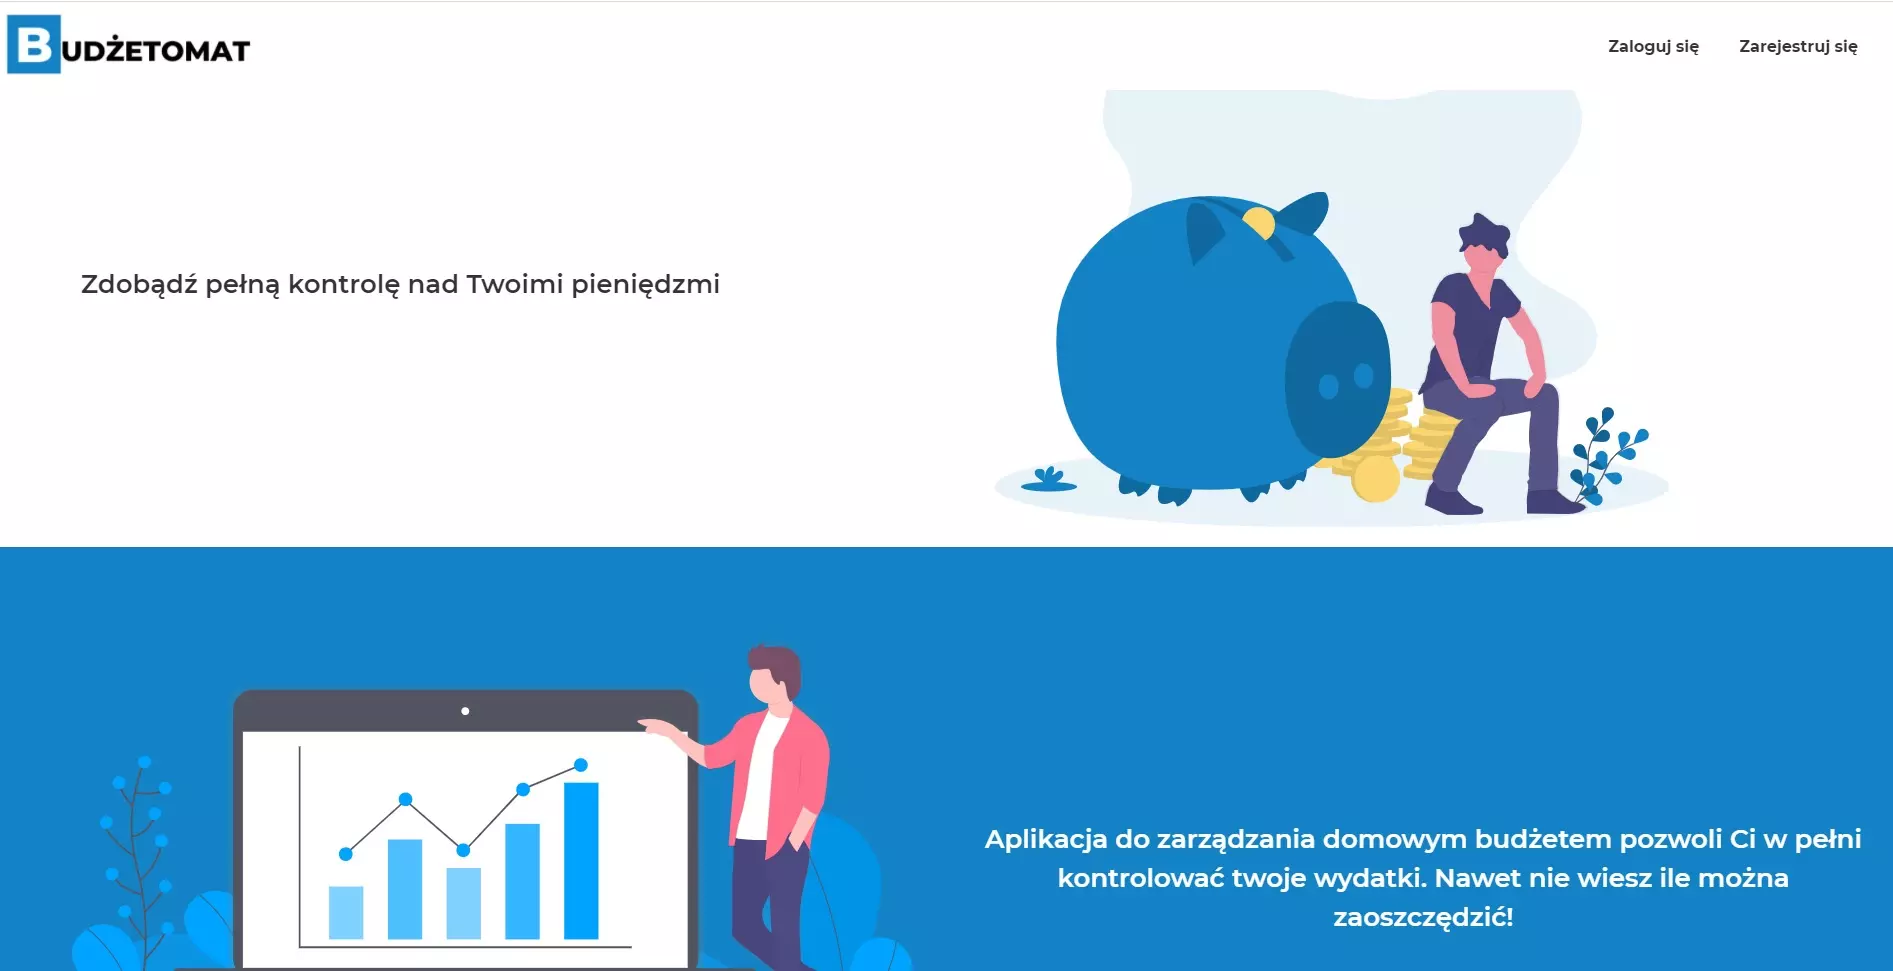 BUDŻETOMAT
Zaloguj się
Zarejestruj się
Zdobądź pełną kontrolę nad Twoimi pieniędzmi
Aplikacja do zarządzania domowym budżetem pozwoli Ci w pełni
kontrolować twoje wydatki. Nawet nie wiesz ile można
zaoszczędzić!